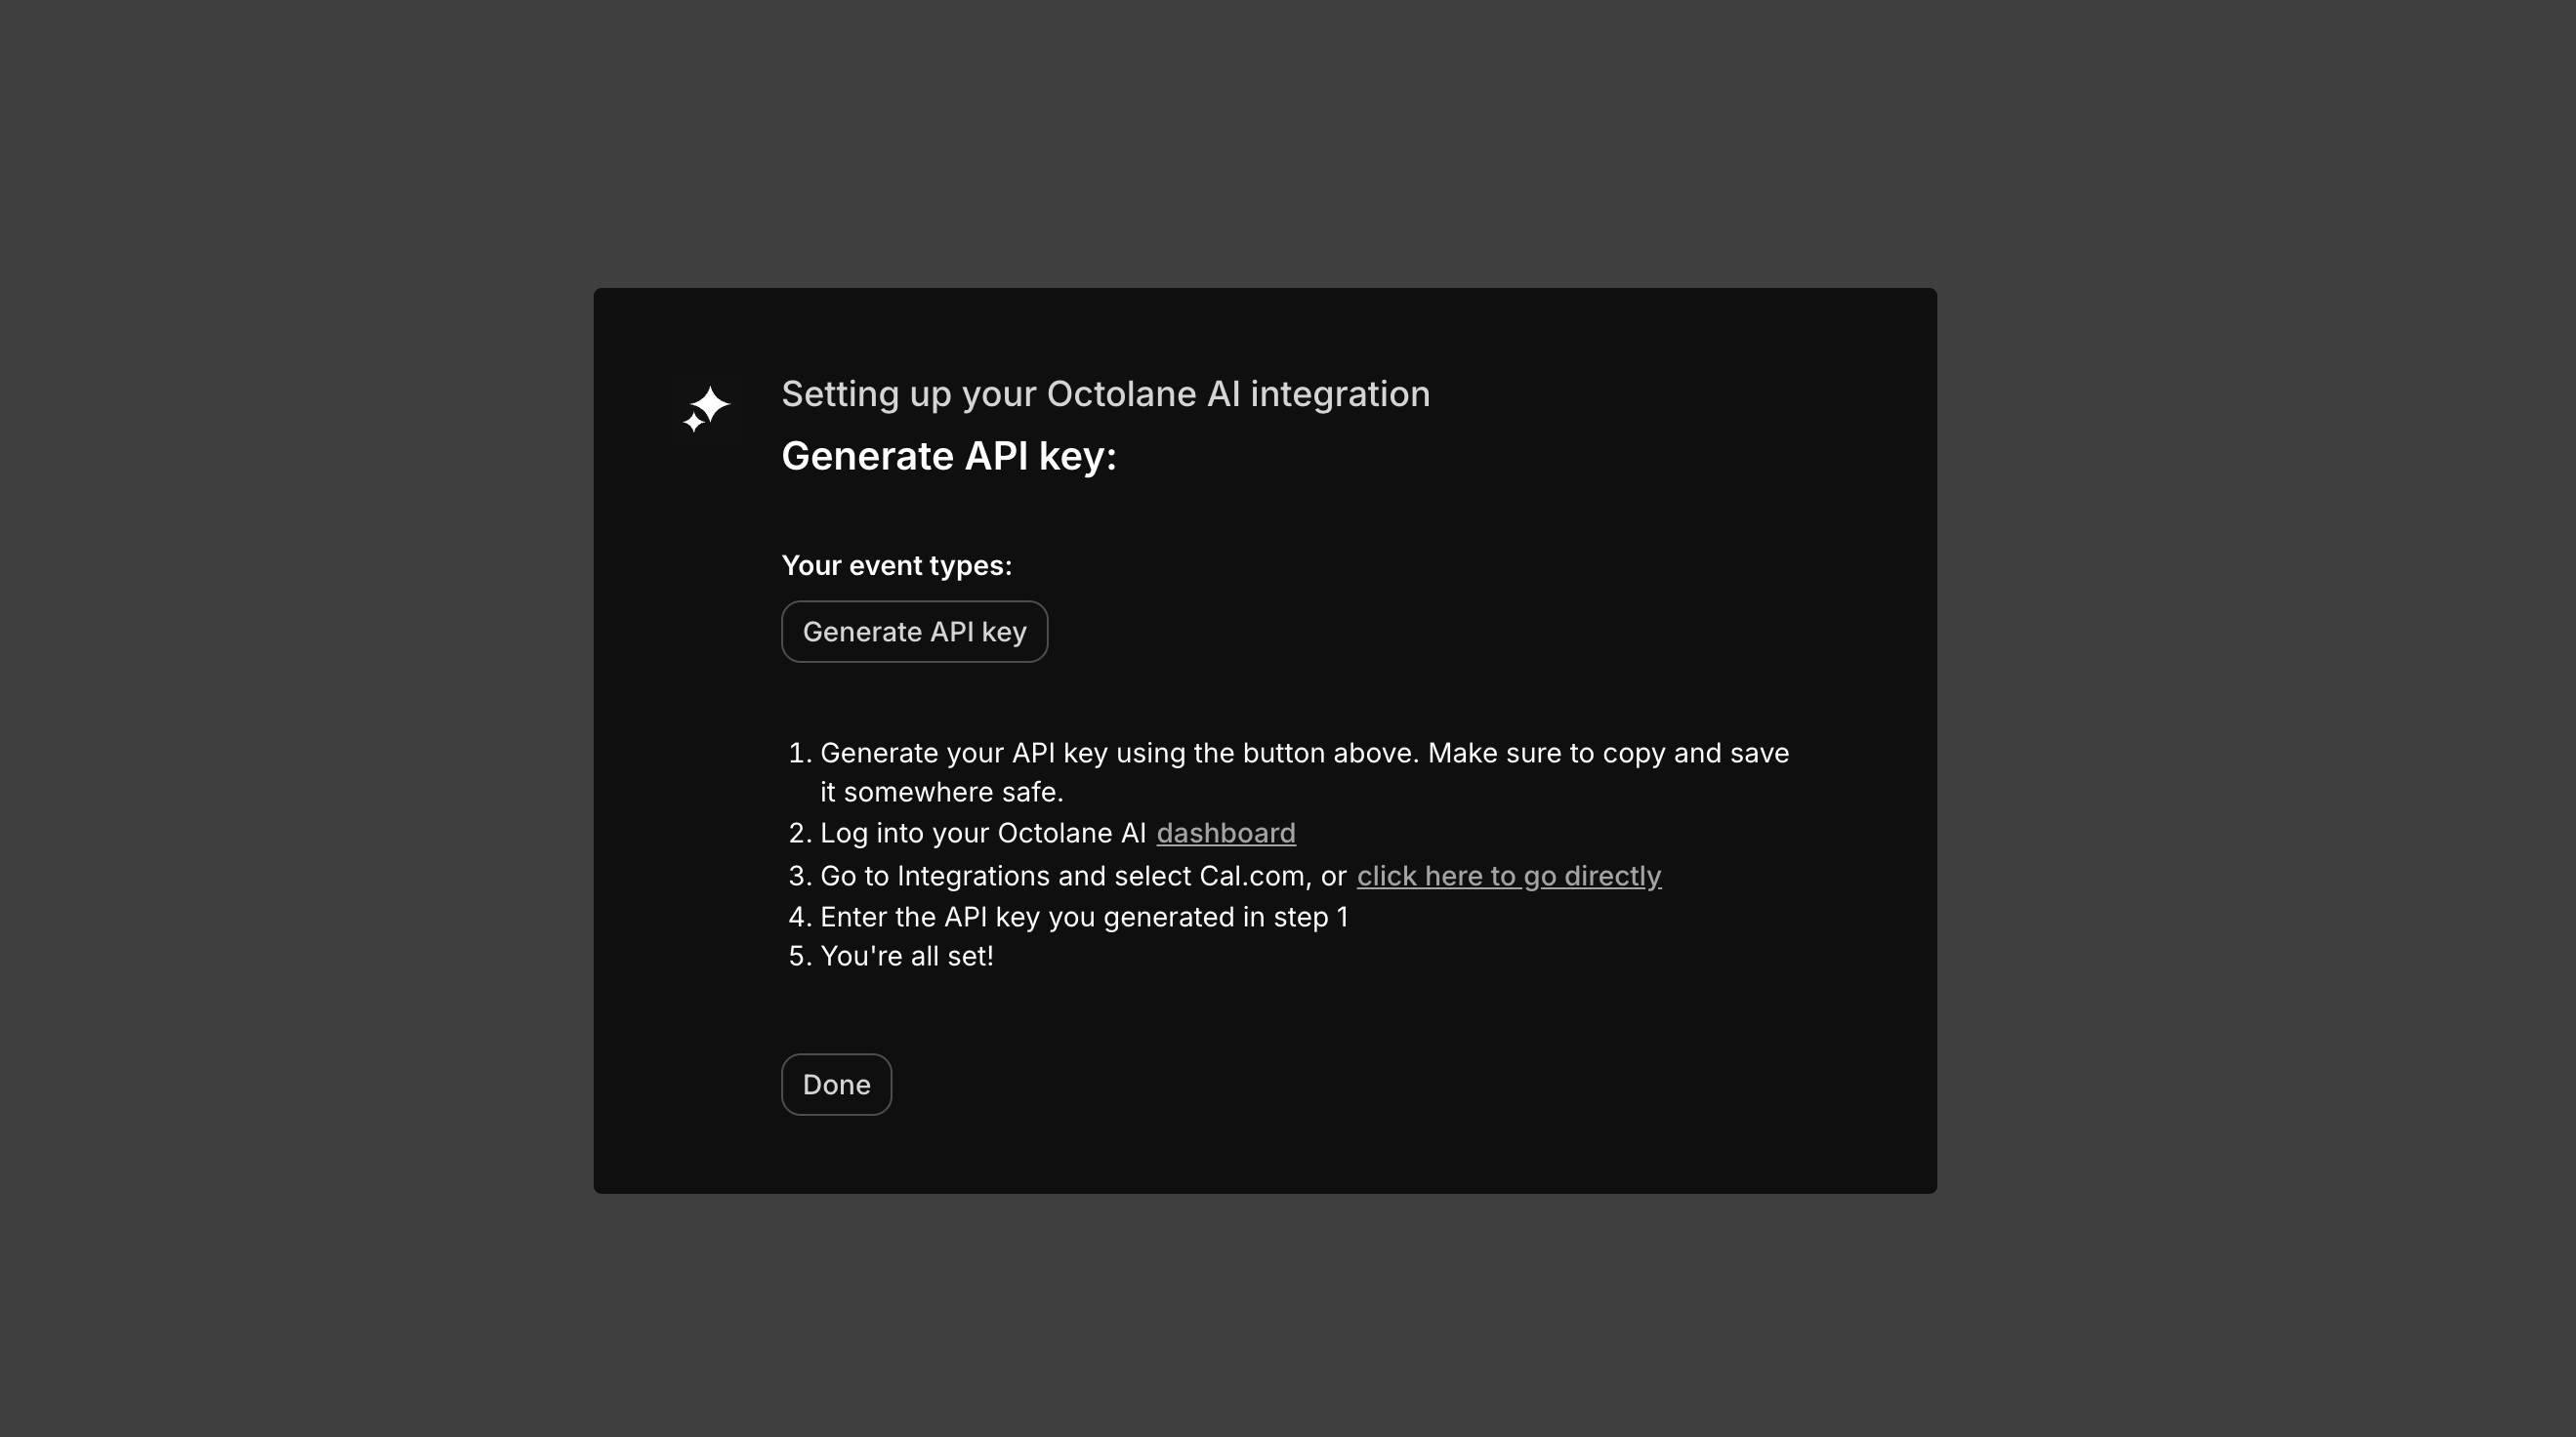 Setting up your Octolane AI integration
Generate API key:
Your event types:
Generate API key
1. Generate your API key using the button above. Make sure to copy and save
it somewhere safe.
2. Log into your Octolane AI dashboard
3. Go to Integrations and select Cal.com, or click here to go directly
4. Enter the API key you generated in step 1
5. You're all set!
Done